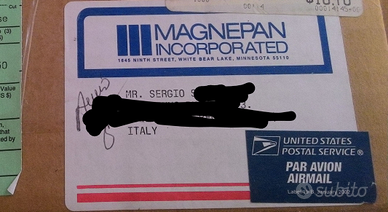 MAGNEPAN
INCORPORATED
1645 NINTH STREET, WHITE BEAR LAKE, MINNESOTA 55110
MR. SERGIO
ITALY
UNITED STATES
POSTAL SERVICE®
PAR AVION
AIRMAIL
subito